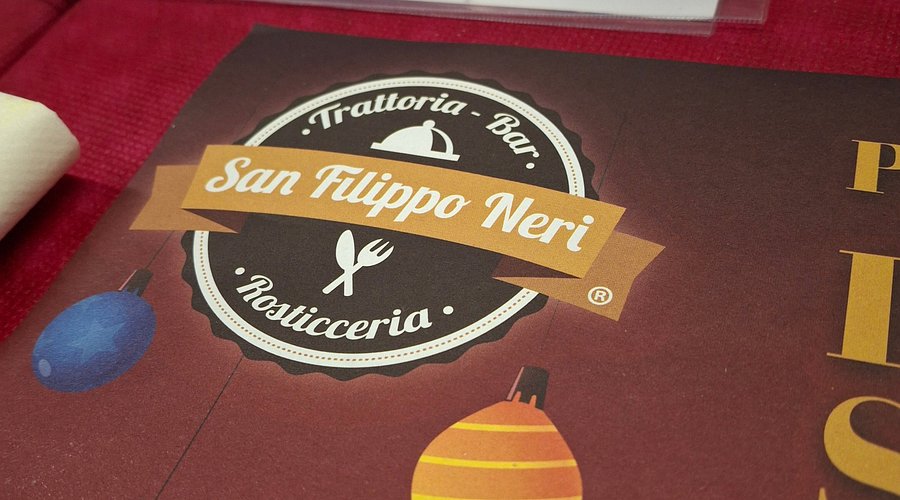 • Trattoria - Bar •
San Filippo Neri
• Rosticceria •
®